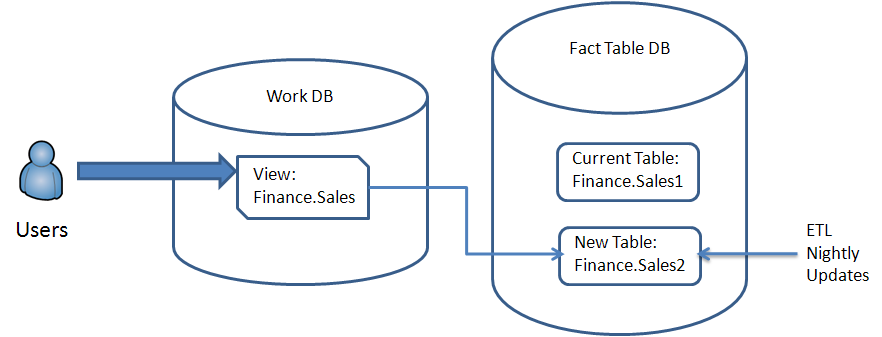 Fact Table DB
Work DB
Current Table:
Finance.Sales1
View:
Finance.Sales
Users
New Table:
Finance.Sales2
ETL
Nightly
Updates